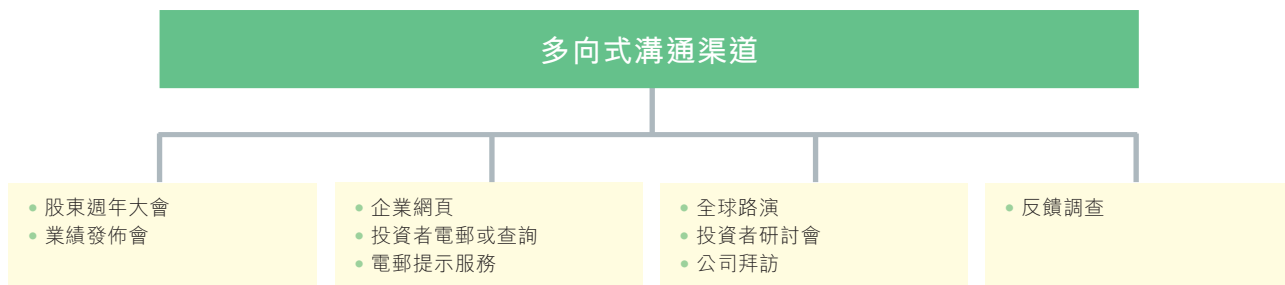 多向式溝通渠道
• 股東週年大會
• 業績發佈會
• 企業網頁
• 投資者電郵或查詢
• 電郵提示服務
• 全球路演
• 投資者研討會
• 公司拜訪
• 反饋調查